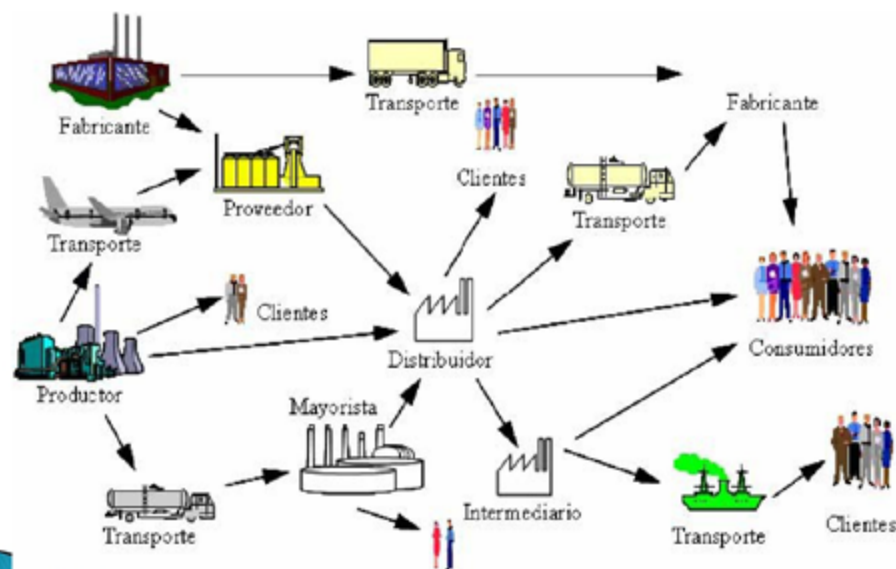 Transporte
Fabricante
Fabricante
Clientes
Proveedor
Transporte
Transporte
Clientes
Distribuidor
Consumidores
Productor
Mayorista
Intermediario
Transporte
Transporte
Clientes